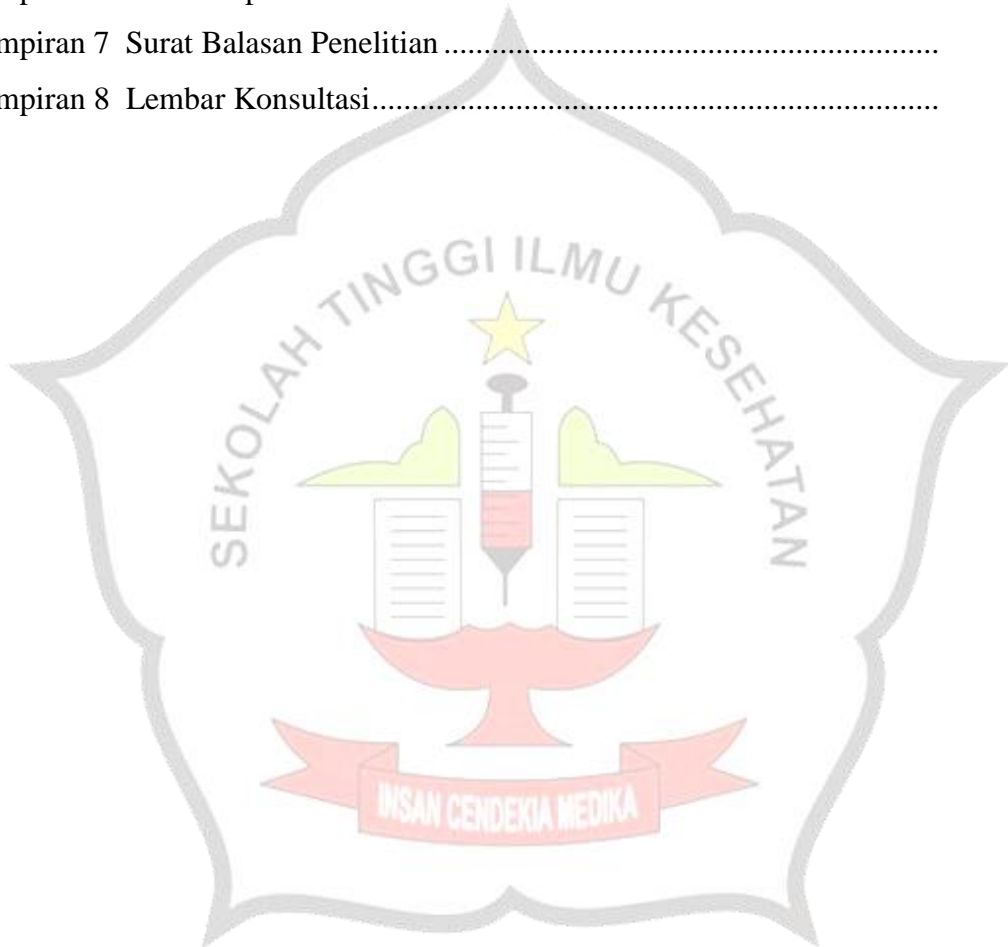 mpiran 7 Surat Balasan Penelitian ..............................................................
mpiran 8 Lembar Konsultasi.......................................................................
SEKOLAH TINGGI ILMU KESEHATAN
INSAN CENDEKIA MEDIKA